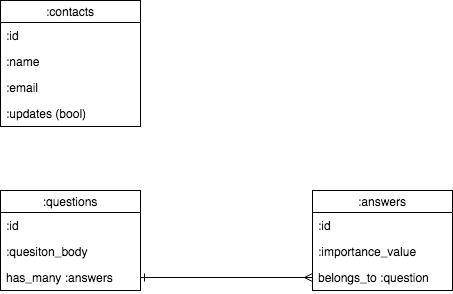 :contacts
:id
:name
:email
:updates (bool)
:questions
:id
:quesiton_body
has_many :answers
:answers
:id
:importance_value
belongs_to :question